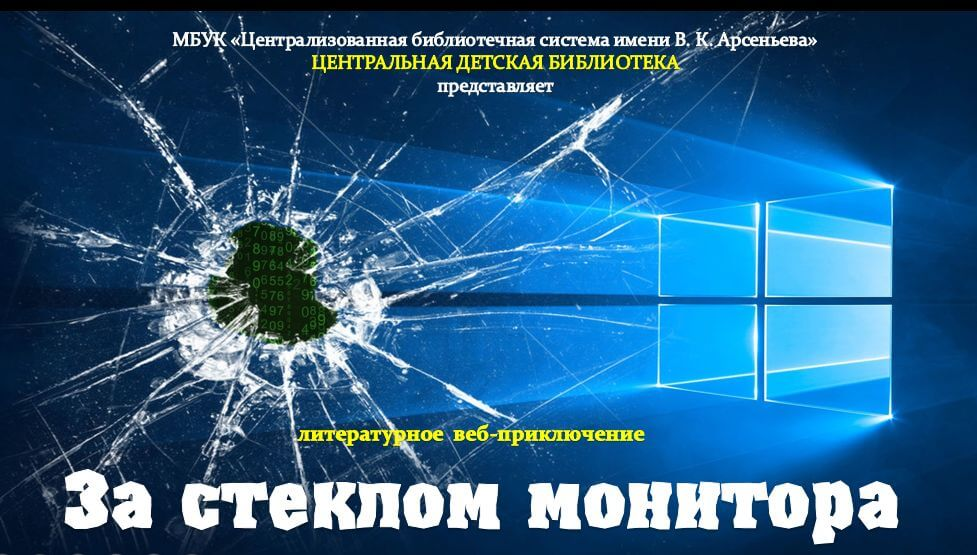 МБУК «Централизованная библиотечная система имени В. К. Арсеньева»
ЦЕНТРАЛЬНАЯ ДЕТСКАЯ БИБЛИОТЕКА
представляет
литературное веб-приключение
За стеклом монитора